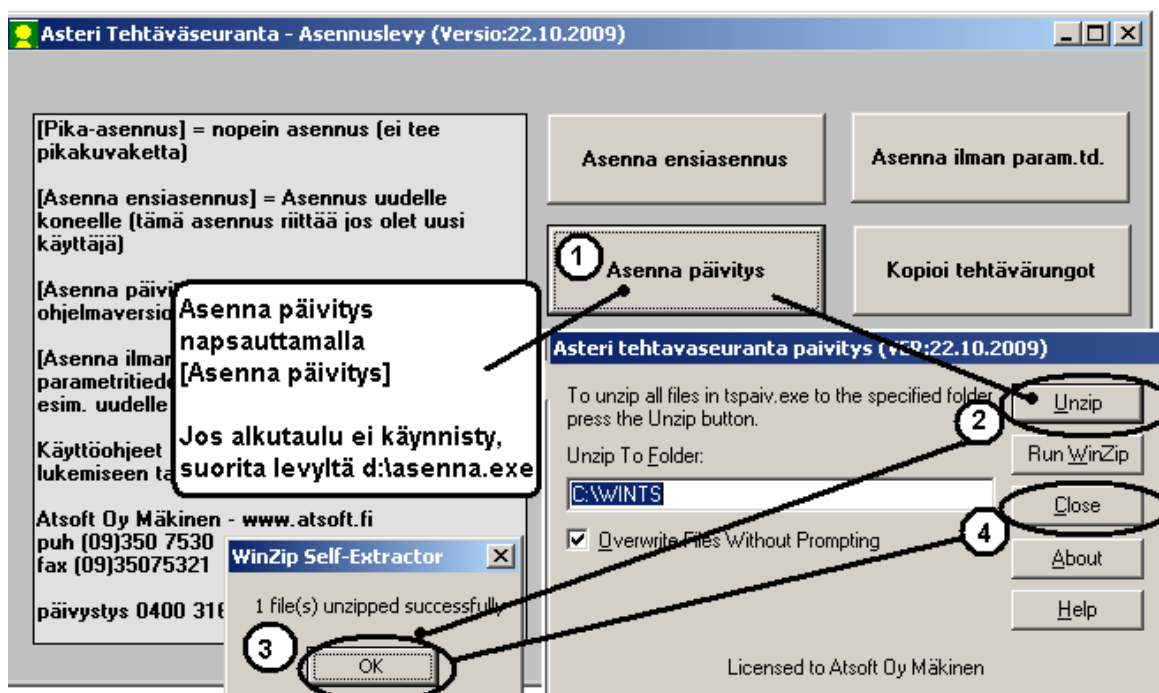 Asteri Tehtäväseuranta - Asennuslevy (Versio:22.10.2009)
[Pika-asennus] = nopein asennus (ei tee
pikakuvaketta)
[Asenna ensiasennus] = Asennus uudelle
koneelle (tämä asennus riittää jos olet uusi
käyttäjä)
[Asenna päivi
ohjelmaversio
[Asenna ilman
parametritiedo
esim. uudelle
Käyttöohjeet
lukemiseen ta
Atsoft Oy Mäkinen - www.atsoft.fi
puh (09)350 7530
fax (09)35075321
päivystys 0400 316
Asenna ensiasennus
Asenna ilman param.td.
1
Asenna päivitys
Kopioi tehtävärungot
Asenna päivitys
napsauttamalla
[Asenna päivitys]
Jos alkutaulu ei käynnisty,
suorita levyltä d:\asenna.exe
Asteri tehtavaseuranta paivitys (VER:22.10.2009)
To unzip all files in tspaiv.exe to the specified folder
press the Unzip button.
Unzip To Folder:
C:\WINTS
Overwrite Files Without Prompting
2
Unzip
Run WinZip
Close
4
About
Help
Licensed to Atsoft Oy Mäkinen
WinZip Self-Extractor
1 file(s) unzipped successfully
3
OK